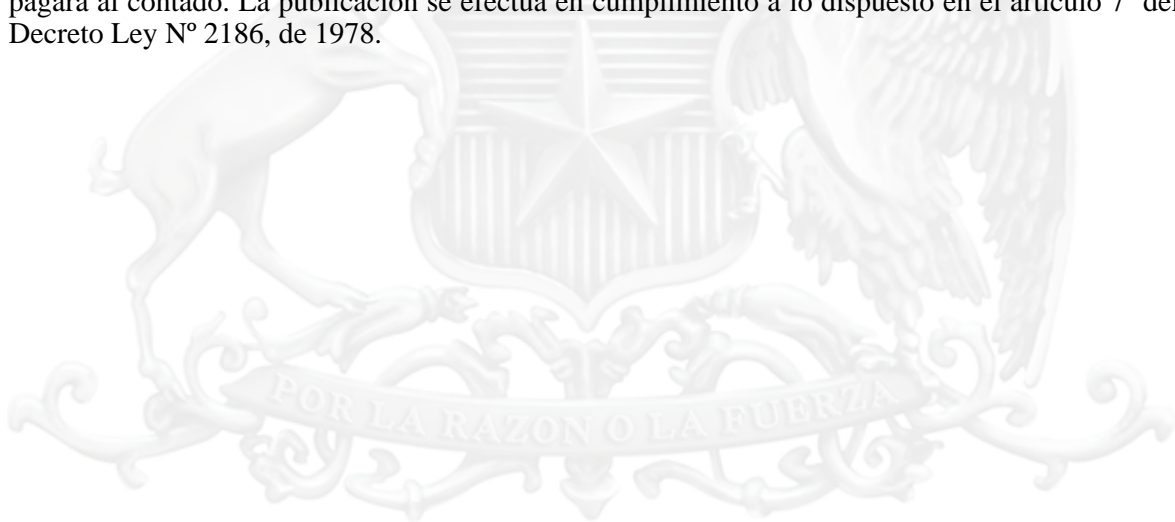 pagará al contado. La publicación se efectúa en cumplimiento a lo dispuesto en el artículo 7º del
Decreto Ley Nº 2186, de 1978.
POR LA RAZON O LA FUERZA